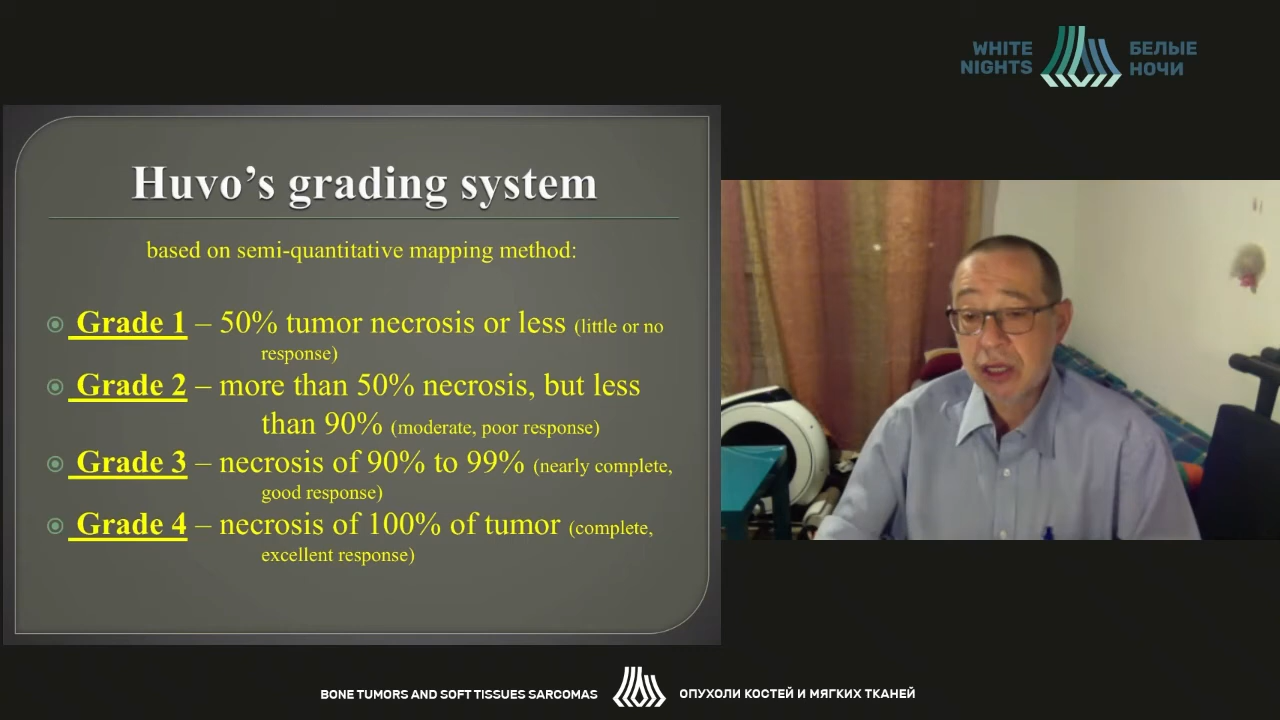 WHITE
NIGHTS
БЕЛЫЕ
НОЧИ
Huvo’s grading system
based on semi-quantitative mapping method:
Grade 1 – 50% tumor necrosis or less (little or no
response)
Grade 2 – more than 50% necrosis, but less
than 90% (moderate, poor response)
Grade 3 – necrosis of 90% to 99% (nearly complete,
good response)
Grade 4 – necrosis of 100% of tumor (complete,
excellent response)
BONE TUMORS AND SOFT TISSUES SARCOMAS
ОПУХОЛИ КОСТЕЙ И МЯГКИХ ТКАНЕЙ